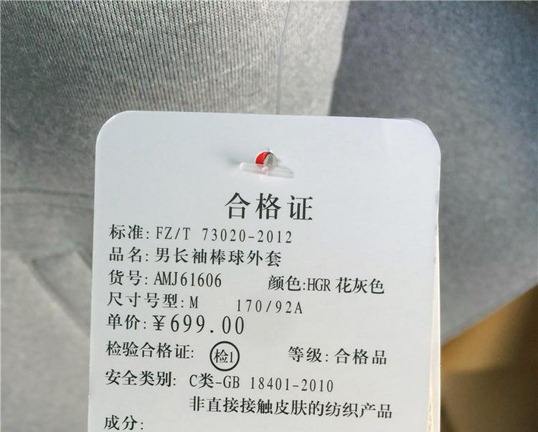 合格证
标准: FZ/T 73020-2012
品名: 男长袖棒球外套
货号: AMJ61606 颜色:HGR 花灰色
尺寸号型: M 170/92A
单价: ¥699.00
检验合格证: 检1 等级: 合格品
安全类别: C类-GB 18401-2010
非直接接触皮肤的纺织产品
成分: